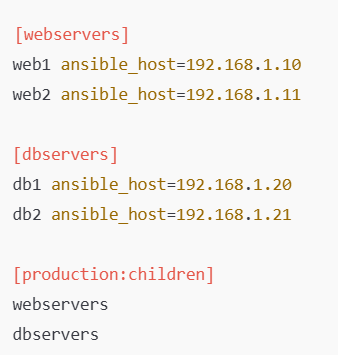 [webservers]
web1 ansible_host=192.168.1.10
web2 ansible_host=192.168.1.11
[dbservers]
db1 ansible_host=192.168.1.20
db2 ansible_host=192.168.1.21
[production:children]
webservers
dbservers